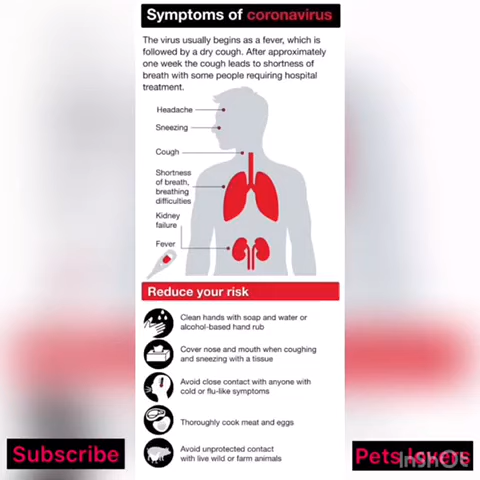 Symptoms of coronavirus
The virus usually begins as a fever, which is
followed by a dry cough. After approximately
one week the cough leads to shortness of
breath with some people requiring hospital
treatment.
Headache
Sneezing
Cough
Shortness
of breath,
breathing
difficulties
Kidney
failure
Fever
Reduce your risk
Clean hands with soap and water or
alcohol-based hand rub
Cover nose and mouth when coughing
and sneezing with a tissue
Avoid close contact with anyone with
cold or flu-like symptoms
Thoroughly cook meat and eggs
Avoid unprotected contact
with live wild or farm animals
Subscribe
Pets lovers
InShOt